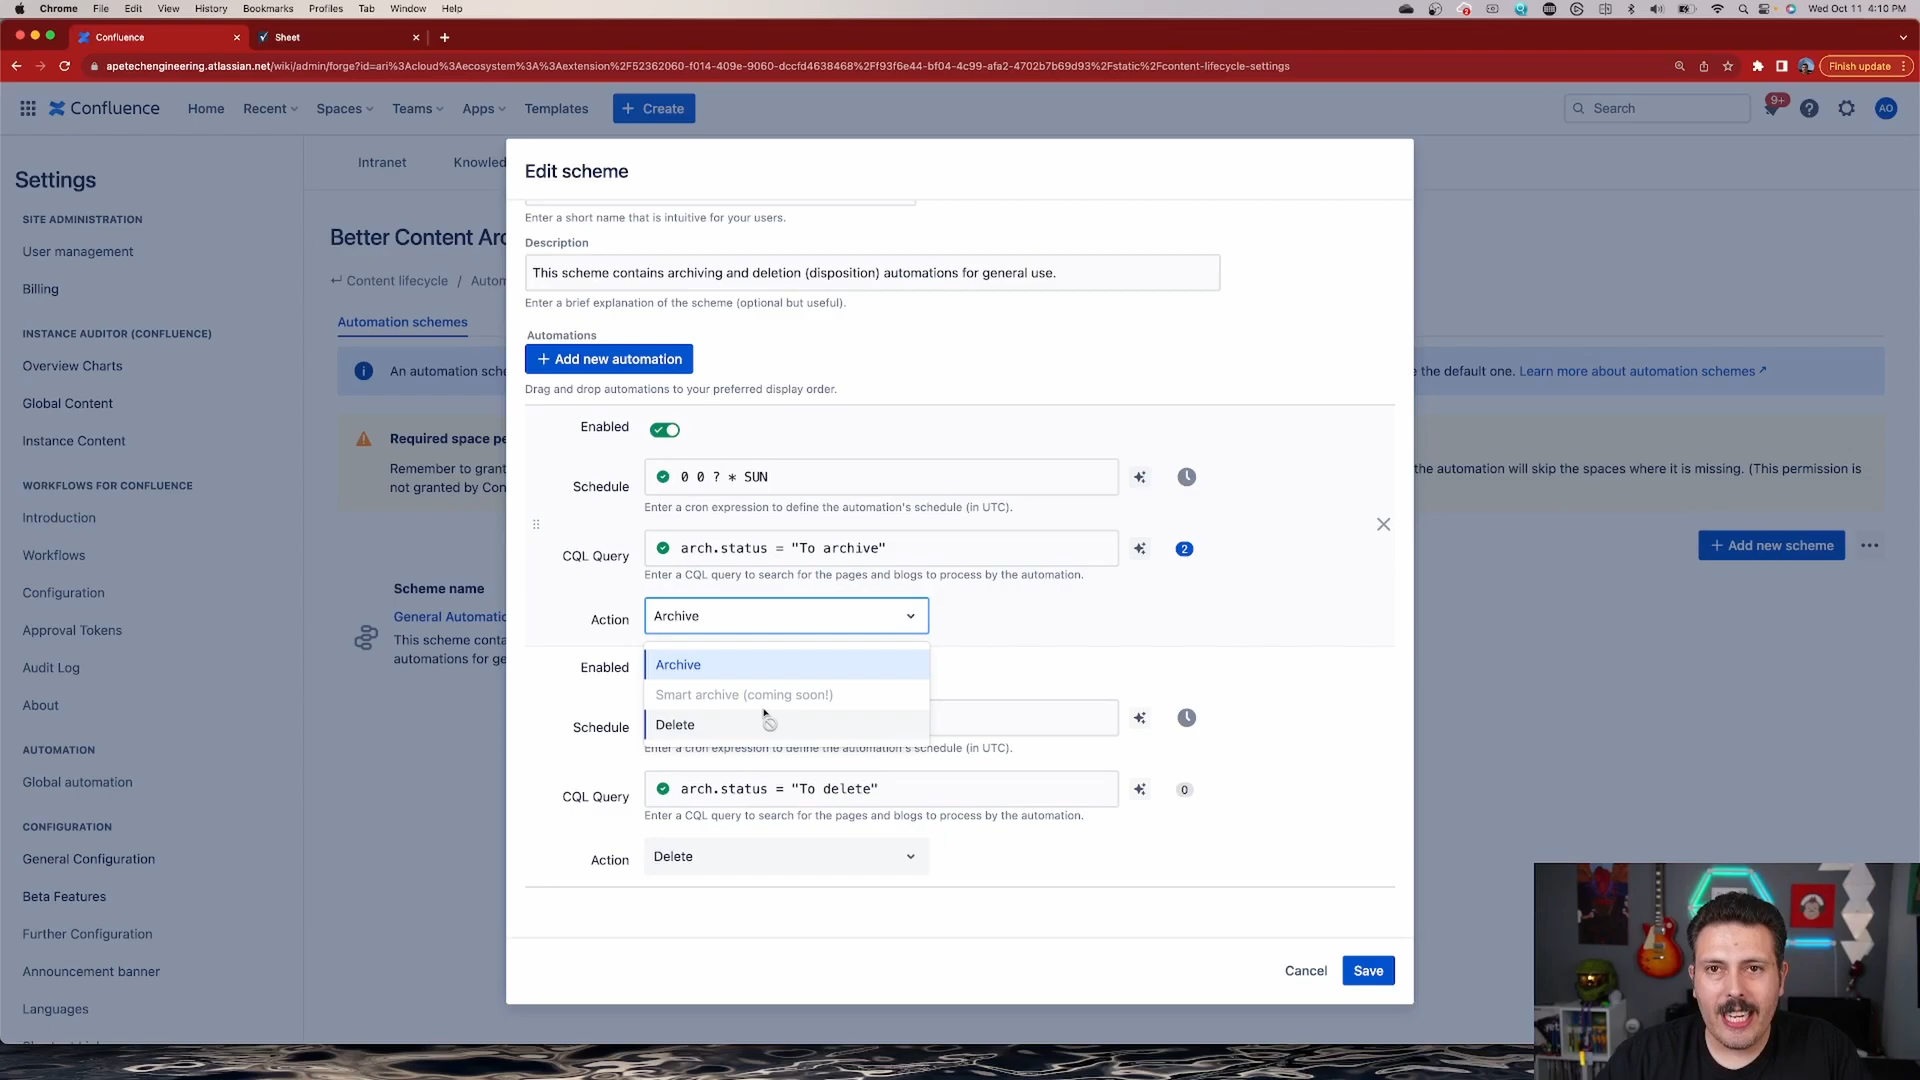 Chrome File Edit View History Bookmarks Profiles Tab Window Help
Wed Oct 11 4:10 PM
Confluence
Sheet
apetechengineering.atlassian.net/wiki/admin/forge?id=ari%3Acloud%3Aecosystem%3A%3Aextension%2F52362060-f014-409e-9060-dccfd4638468%2Ff93f6e44-bf04-4c99-afa2-4702b7b69d93%2Fstatic%2Fcontent-lifecycle-settings
Finish update
Confluence
Home Recent Spaces Teams Apps Templates + Create
Search
9+
AO
Settings
SITE ADMINISTRATION
User management
Billing
INSTANCE AUDITOR (CONFLUENCE)
Overview Charts
Global Content
Instance Content
WORKFLOWS FOR CONFLUENCE
Introduction
Workflows
Configuration
Approval Tokens
Audit Log
About
AUTOMATION
Global automation
CONFIGURATION
General Configuration
Beta Features
Further Configuration
Announcement banner
Languages
Intranet Knowled
Better Content Arc
Content lifecycle / Autom
Automation schemes
An automation sche
e the default one. Learn more about automation schemes
Required space pe
Remember to grant
the automation will skip the spaces where it is missing. (This permission is
not granted by Con
+ Add new scheme
Scheme name
General Automatio
This scheme conta
automations for ge
Edit scheme
Enter a short name that is intuitive for your users.
Description
This scheme contains archiving and deletion (disposition) automations for general use.
Enter a brief explanation of the scheme (optional but useful).
Automations
+ Add new automation
Drag and drop automations to your preferred display order.
Enabled
Schedule
0 0 ? * SUN
Enter a cron expression to define the automation's schedule (in UTC).
CQL Query
arch.status = "To archive"
2
Enter a CQL query to search for the pages and blogs to process by the automation.
Action
Archive
Archive
Smart archive (coming soon!)
Delete
Enabled
Schedule
Enter a cron expression to define the automation's schedule (in UTC).
CQL Query
arch.status = "To delete"
0
Enter a CQL query to search for the pages and blogs to process by the automation.
Action
Delete
Cancel
Save